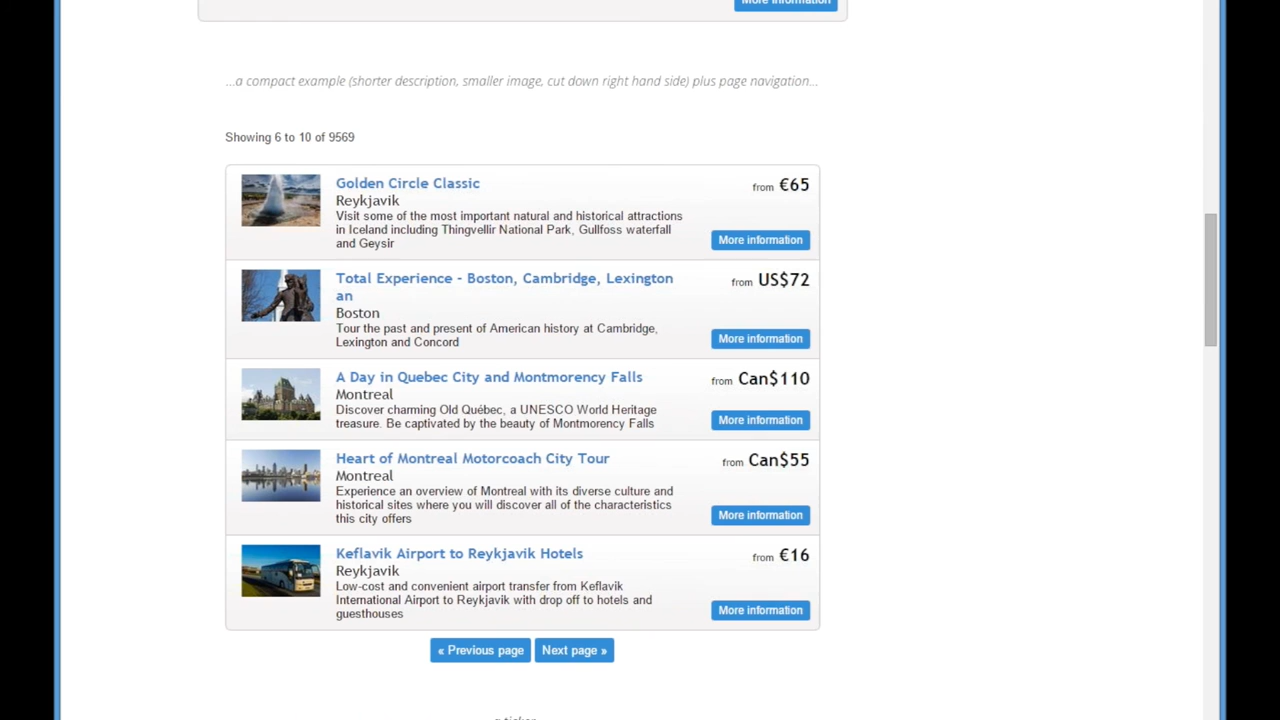 More information
...a compact example (shorter description, smaller image, cut down right hand side) plus page navigation...
Showing 6 to 10 of 9569
Golden Circle Classic
from €65
Reykjavik
Visit some of the most important natural and historical attractions
in Iceland including Thingvellir National Park, Gullfoss waterfall
and Geysir
More information
Total Experience - Boston, Cambridge, Lexington
an
from US$72
Boston
Tour the past and present of American history at Cambridge,
Lexington and Concord
More information
A Day in Quebec City and Montmorency Falls
from Can$110
Montreal
Discover charming Old Québec, a UNESCO World Heritage
treasure. Be captivated by the beauty of Montmorency Falls
More information
Heart of Montreal Motorcoach City Tour
from Can$55
Montreal
Experience an overview of Montreal with its diverse culture and
historical sites where you will discover all of the characteristics
this city offers
More information
Keflavik Airport to Reykjavik Hotels
from €16
Reykjavik
Low-cost and convenient airport transfer from Keflavik
International Airport to Reykjavik with drop off to hotels and
guesthouses
More information
« Previous page
Next page »